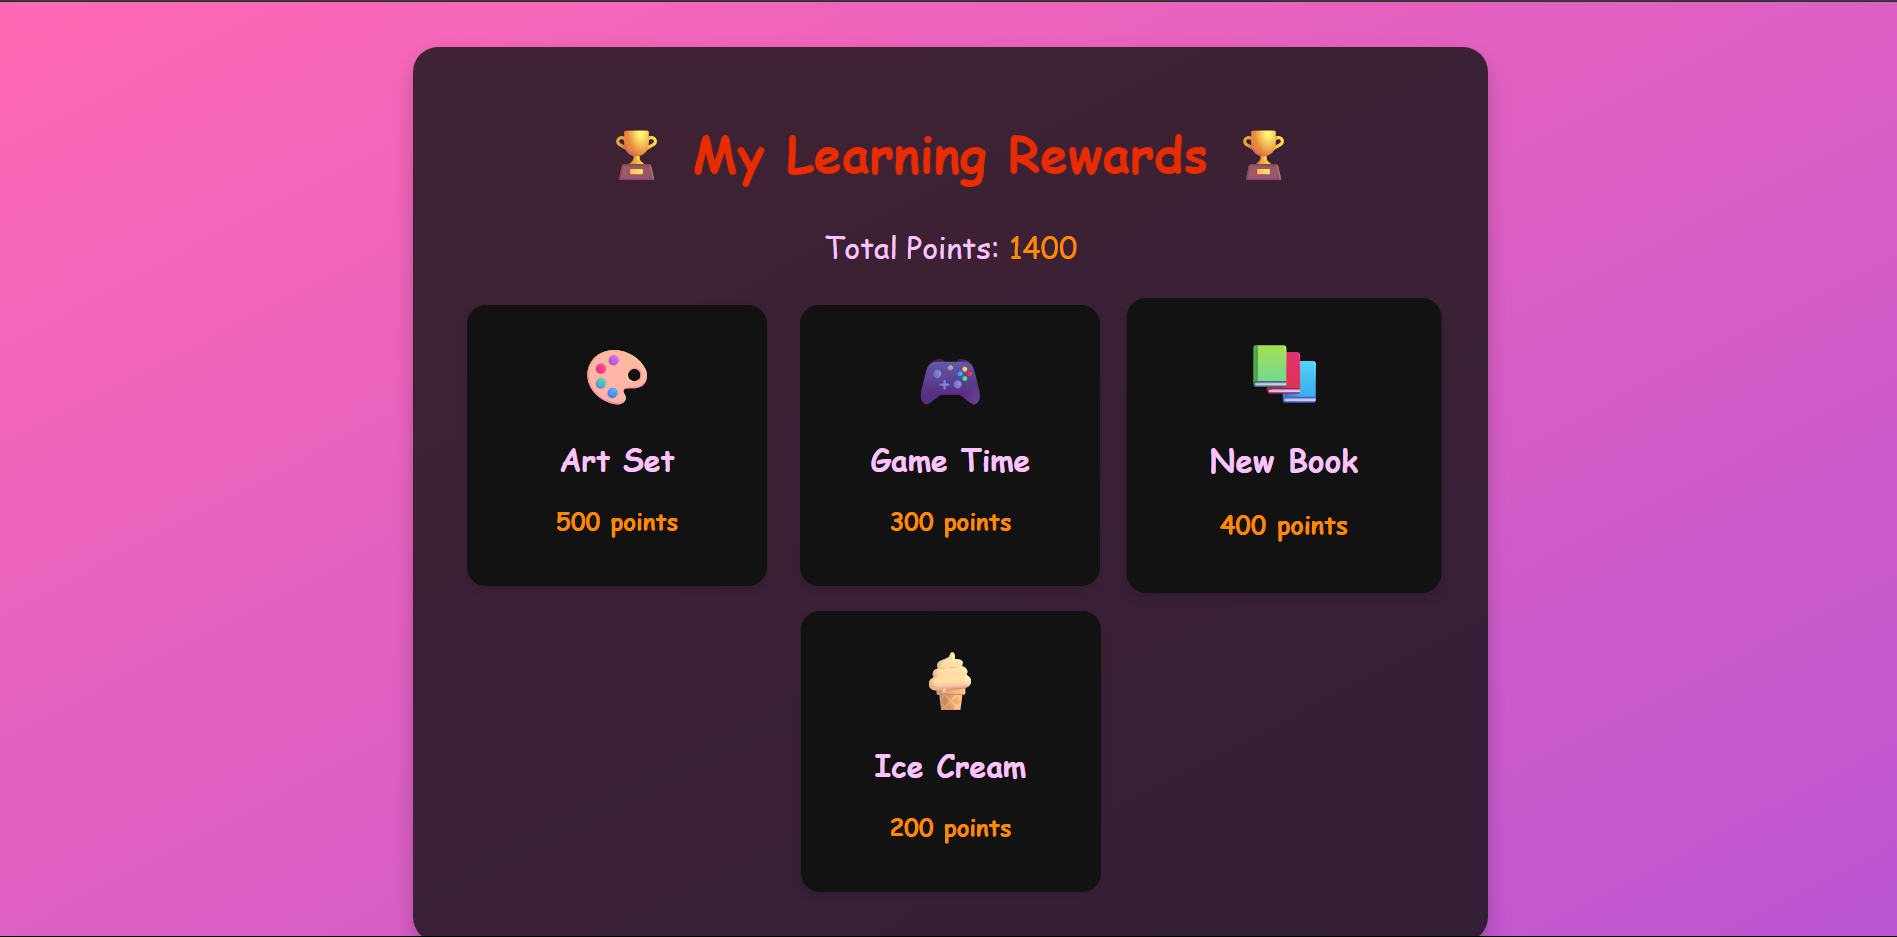 My Learning Rewards
Total Points: 1400
Art Set
500 points
Game Time
300 points
New Book
400 points
Ice Cream
200 points